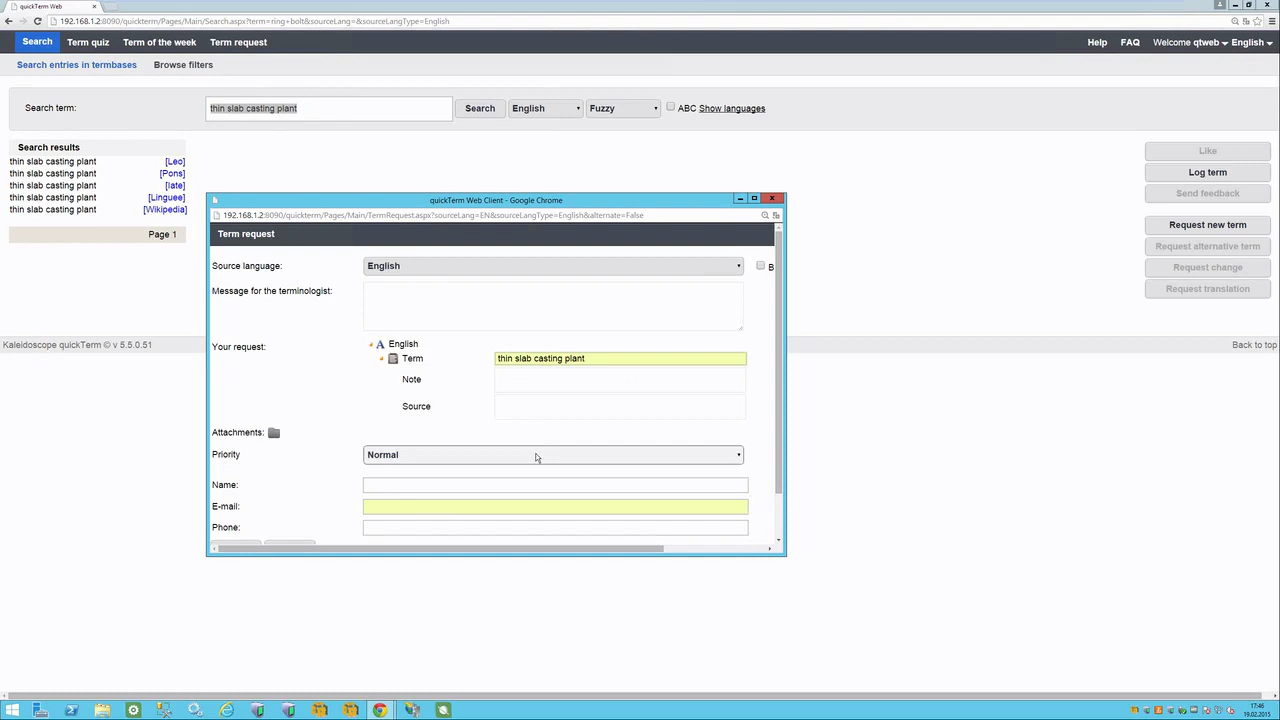 quickTerm Web
192.168.1.2:8090/quickterm/Pages/Main/Search.aspx?term=ring+bolt&sourceLang=&sourceLangType=English
Search Term quiz Term of the week Term request Help FAQ Welcome qtweb English
Search entries in termbases Browse filters
Search term: thin slab casting plant Search English Fuzzy ABC Show languages
Search results
thin slab casting plant [Leo]
thin slab casting plant [Pons]
thin slab casting plant [Iate]
thin slab casting plant [Linguee]
thin slab casting plant [Wikipedia]
Page 1
Like
Log term
Send feedback
Request new term
Request alternative term
Request change
Request translation
quickTerm Web Client - Google Chrome
192.168.1.2:8090/quickterm/Pages/Main/TermRequest.aspx?sourceLang=EN&sourceLangType=English&alternate=False
Term request
Source language: English B
Message for the terminologist:
Your request: English
Term thin slab casting plant
Note
Source
Attachments:
Priority Normal
Name:
E-mail:
Phone:
Kaleidoscope quickTerm © v 5.5.0.51 Back to top
17:46
19.02.2015